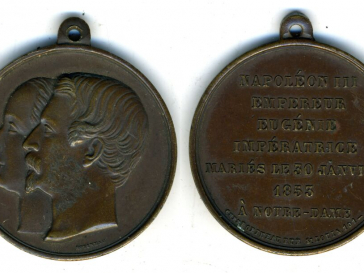 NAPOLÉON III
EMPEREUR
EUGÉNIE
IMPÉRATRICE
MARIÉS LE 30 JANVI
1853
À NOTRE-DAME